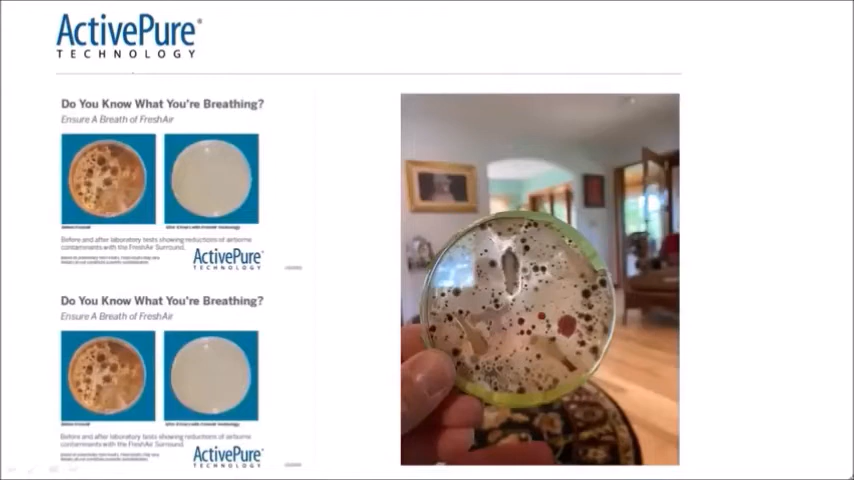 ActivePure®
TECHNOLOGY
Do You Know What You're Breathing?
Ensure A Breath of FreshAir
Before and after laboratory tests showing reductions of airborne
contaminants with the FreshAir Surround.
ActivePure®
TECHNOLOGY
Do You Know What You're Breathing?
Ensure A Breath of FreshAir
Before and after laboratory tests showing reductions of airborne
contaminants with the FreshAir Surround.
ActivePure®
TECHNOLOGY